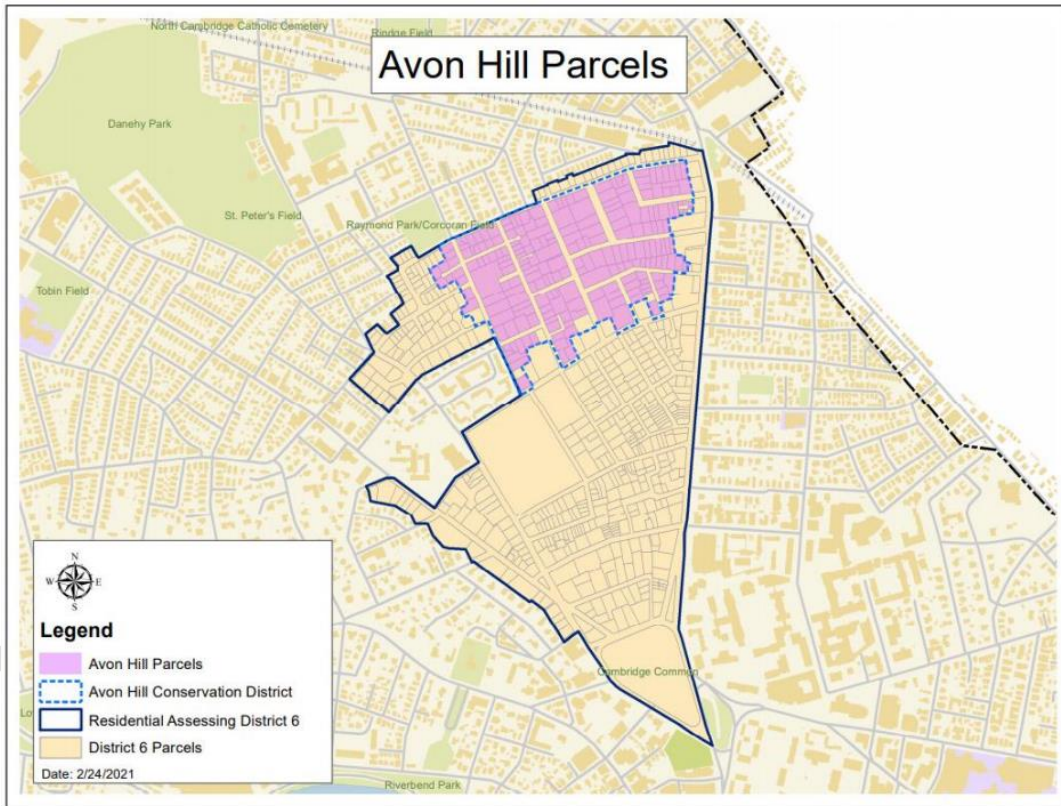 North Cambridge Catholic Cemetery
Rindge Field
Avon Hill Parcels
Danehy Park
St. Peter's Field
Raymond Park/Corcoran Field
Tobin Field
N
W E
S
Legend
Avon Hill Parcels
Avon Hill Conservation District
Residential Assessing District 6
District 6 Parcels
Date: 2/24/2021
Cambridge Common
Riverbend Park